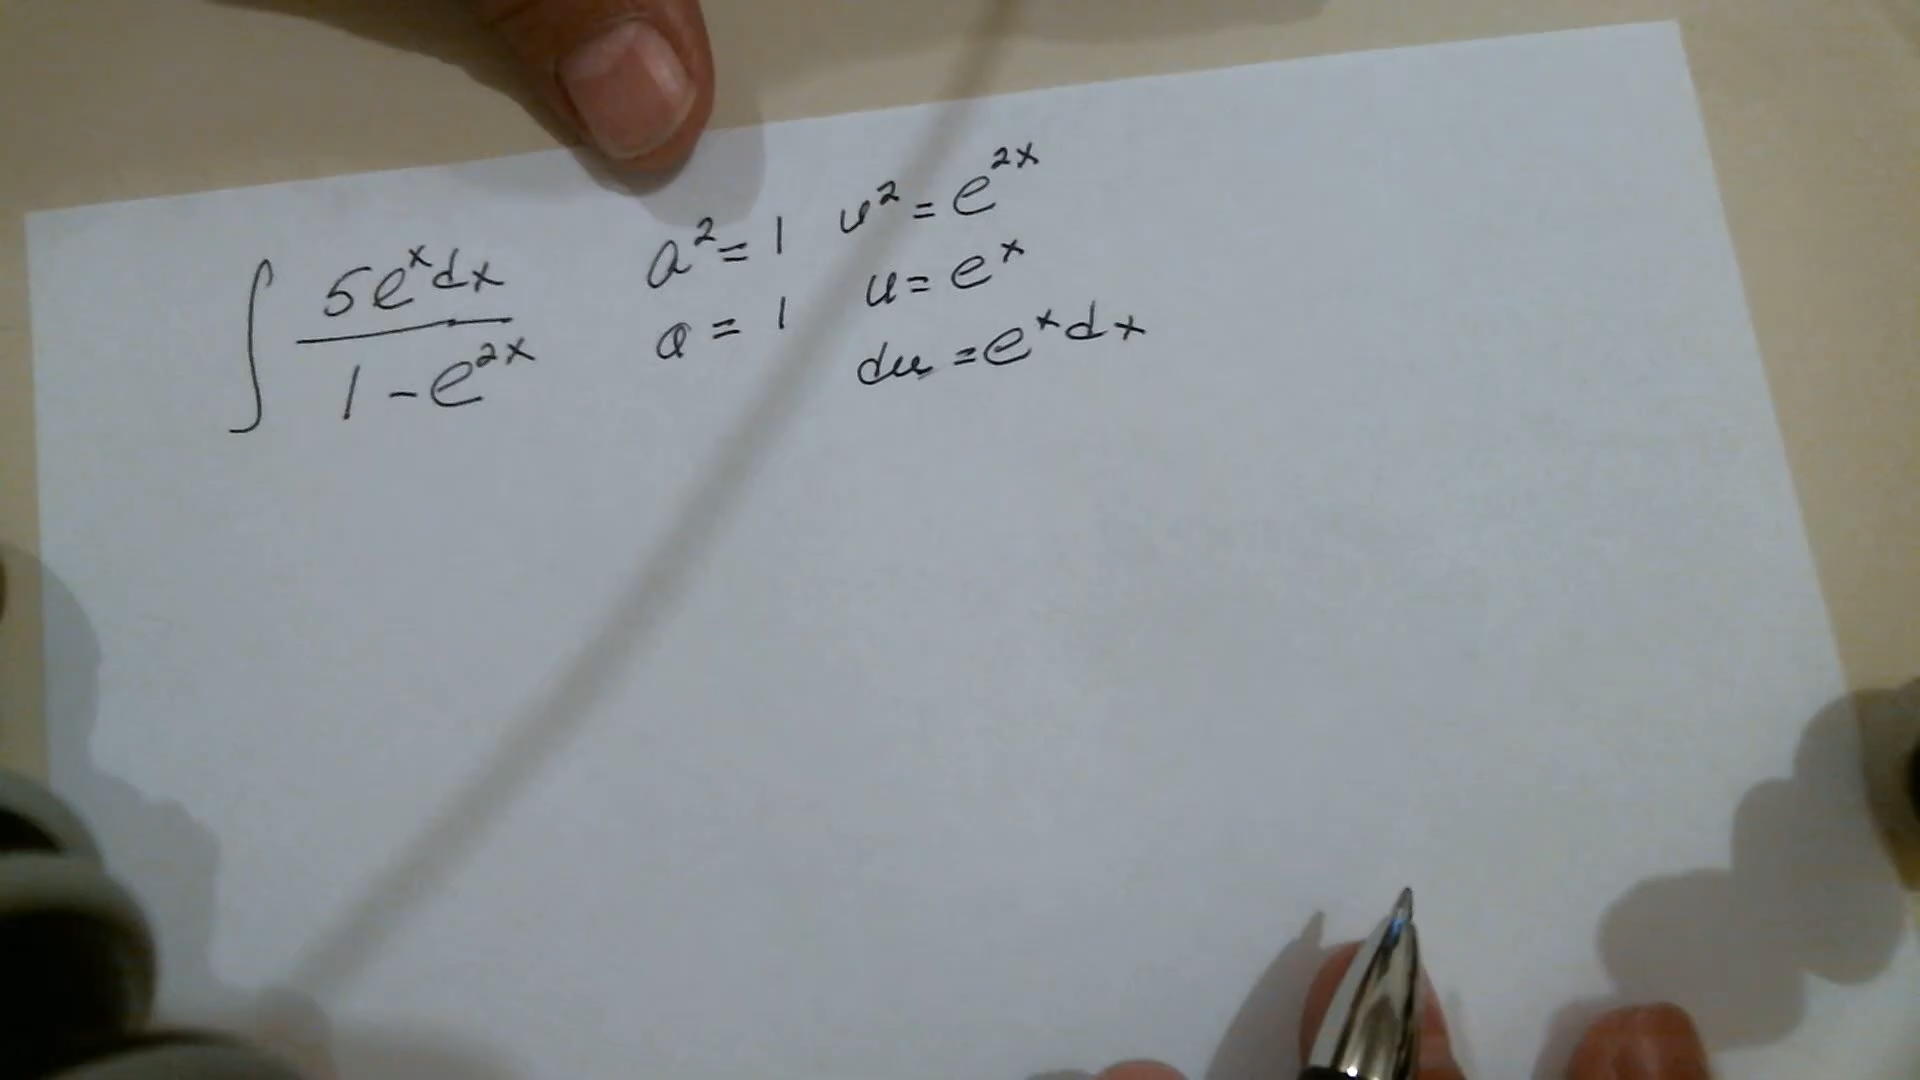 ∫ 5e^x dx / 1 - e^2x
a² = 1 u² = e^2x
a = 1 u = e^x
du = e^x dx